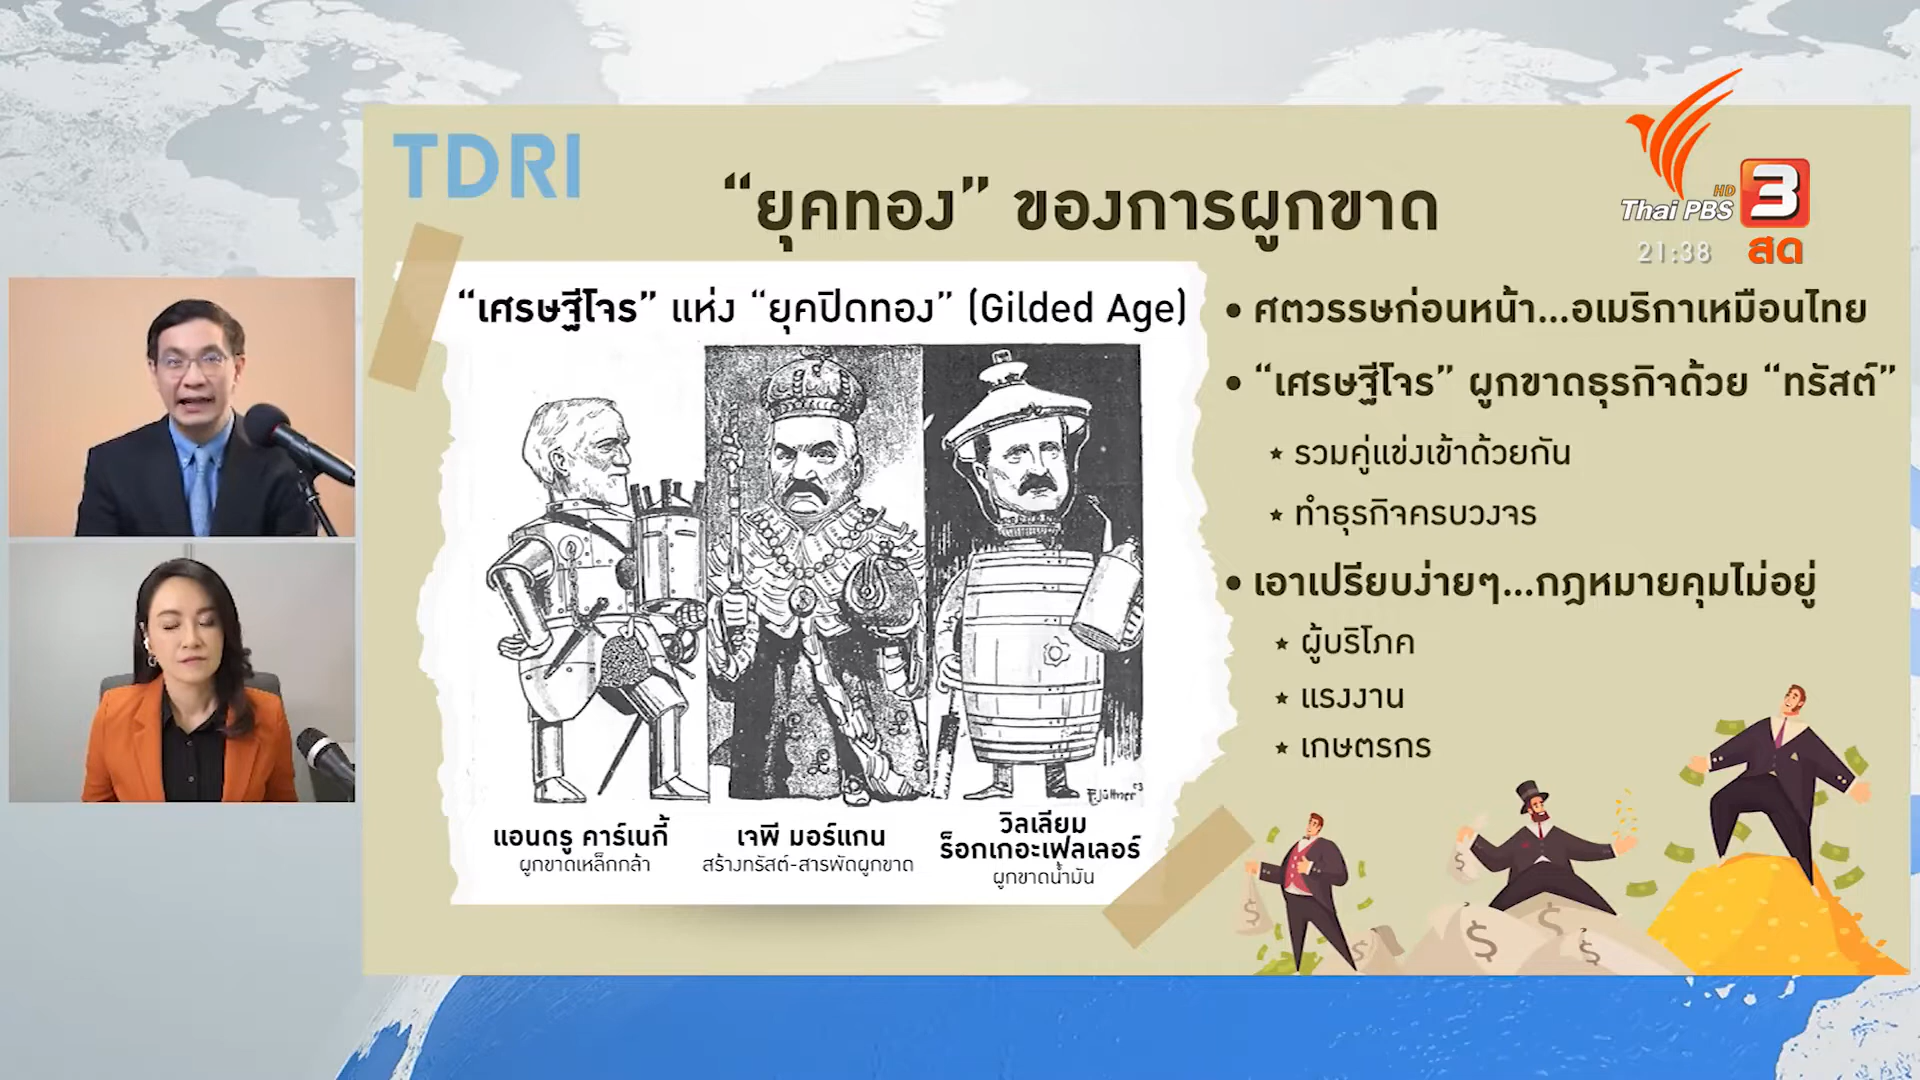 TDRI
“ยุคทอง” ของการผูกขาด
HD
Thai PBS
3
21:38
สด
“เศรษฐีโจร” แห่ง “ยุคปิดทอง” (Gilded Age)
แอนดรู คาร์เนกี้
ผูกขาดเหล็กกล้า
เจพี มอร์แกน
สร้างทรัสต์-สารพัดผูกขาด
วิลเลียม
ร็อกเกอะเฟลเลอร์
ผูกขาดน้ำมัน
• ศตวรรษก่อนหน้า...อเมริกาเหมือนไทย
• “เศรษฐีโจร” ผูกขาดธุรกิจด้วย “ทรัสต์”
★ รวมคู่แข่งเข้าด้วยกัน
★ ทำธุรกิจครบวงจร
• เอาเปรียบง่ายๆ...กฎหมายคุมไม่อยู่
★ ผู้บริโภค
★ แรงงาน
★ เกษตรกร